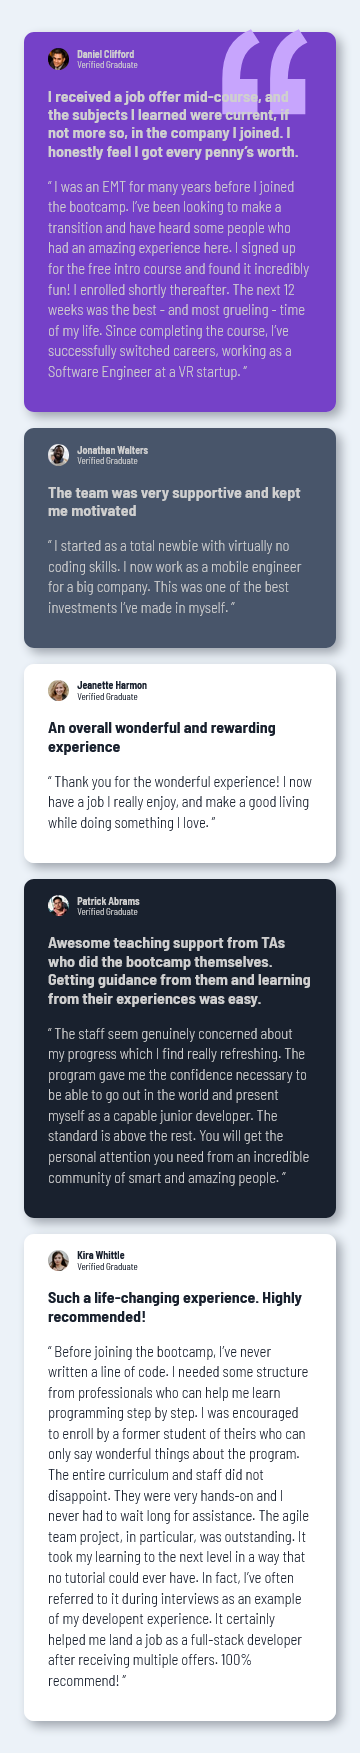 Daniel Clifford
Verified Graduate
I received a job offer mid-course, and
the subjects I learned were current, if
not more so, in the company I joined. I
honestly feel I got every penny’s worth.
“ I was an EMT for many years before I joined
the bootcamp. I’ve been looking to make a
transition and have heard some people who
had an amazing experience here. I signed up
for the free intro course and found it incredibly
fun! I enrolled shortly thereafter. The next 12
weeks was the best - and most grueling - time
of my life. Since completing the course, I’ve
successfully switched careers, working as a
Software Engineer at a VR startup. ”
Jonathan Walters
Verified Graduate
The team was very supportive and kept
me motivated
“ I started as a total newbie with virtually no
coding skills. I now work as a mobile engineer
for a big company. This was one of the best
investments I’ve made in myself. ”
Jeanette Harmon
Verified Graduate
An overall wonderful and rewarding
experience
“ Thank you for the wonderful experience! I now
have a job I really enjoy, and make a good living
while doing something I love. ”
Patrick Abrams
Verified Graduate
Awesome teaching support from TAs
who did the bootcamp themselves.
Getting guidance from them and learning
from their experiences was easy.
“ The staff seem genuinely concerned about
my progress which I find really refreshing. The
program gave me the confidence necessary to
be able to go out in the world and present
myself as a capable junior developer. The
standard is above the rest. You will get the
personal attention you need from an incredible
community of smart and amazing people. ”
Kira Whittle
Verified Graduate
Such a life-changing experience. Highly
recommended!
“ Before joining the bootcamp, I’ve never
written a line of code. I needed some structure
from professionals who can help me learn
programming step by step. I was encouraged
to enroll by a former student of theirs who can
only say wonderful things about the program.
The entire curriculum and staff did not
disappoint. They were very hands-on and I
never had to wait long for assistance. The agile
team project, in particular, was outstanding. It
took my learning to the next level in a way that
no tutorial could ever have. In fact, I’ve often
referred to it during interviews as an example
of my developent experience. It certainly
helped me land a job as a full-stack developer
after receiving multiple offers. 100%
recommend! ”